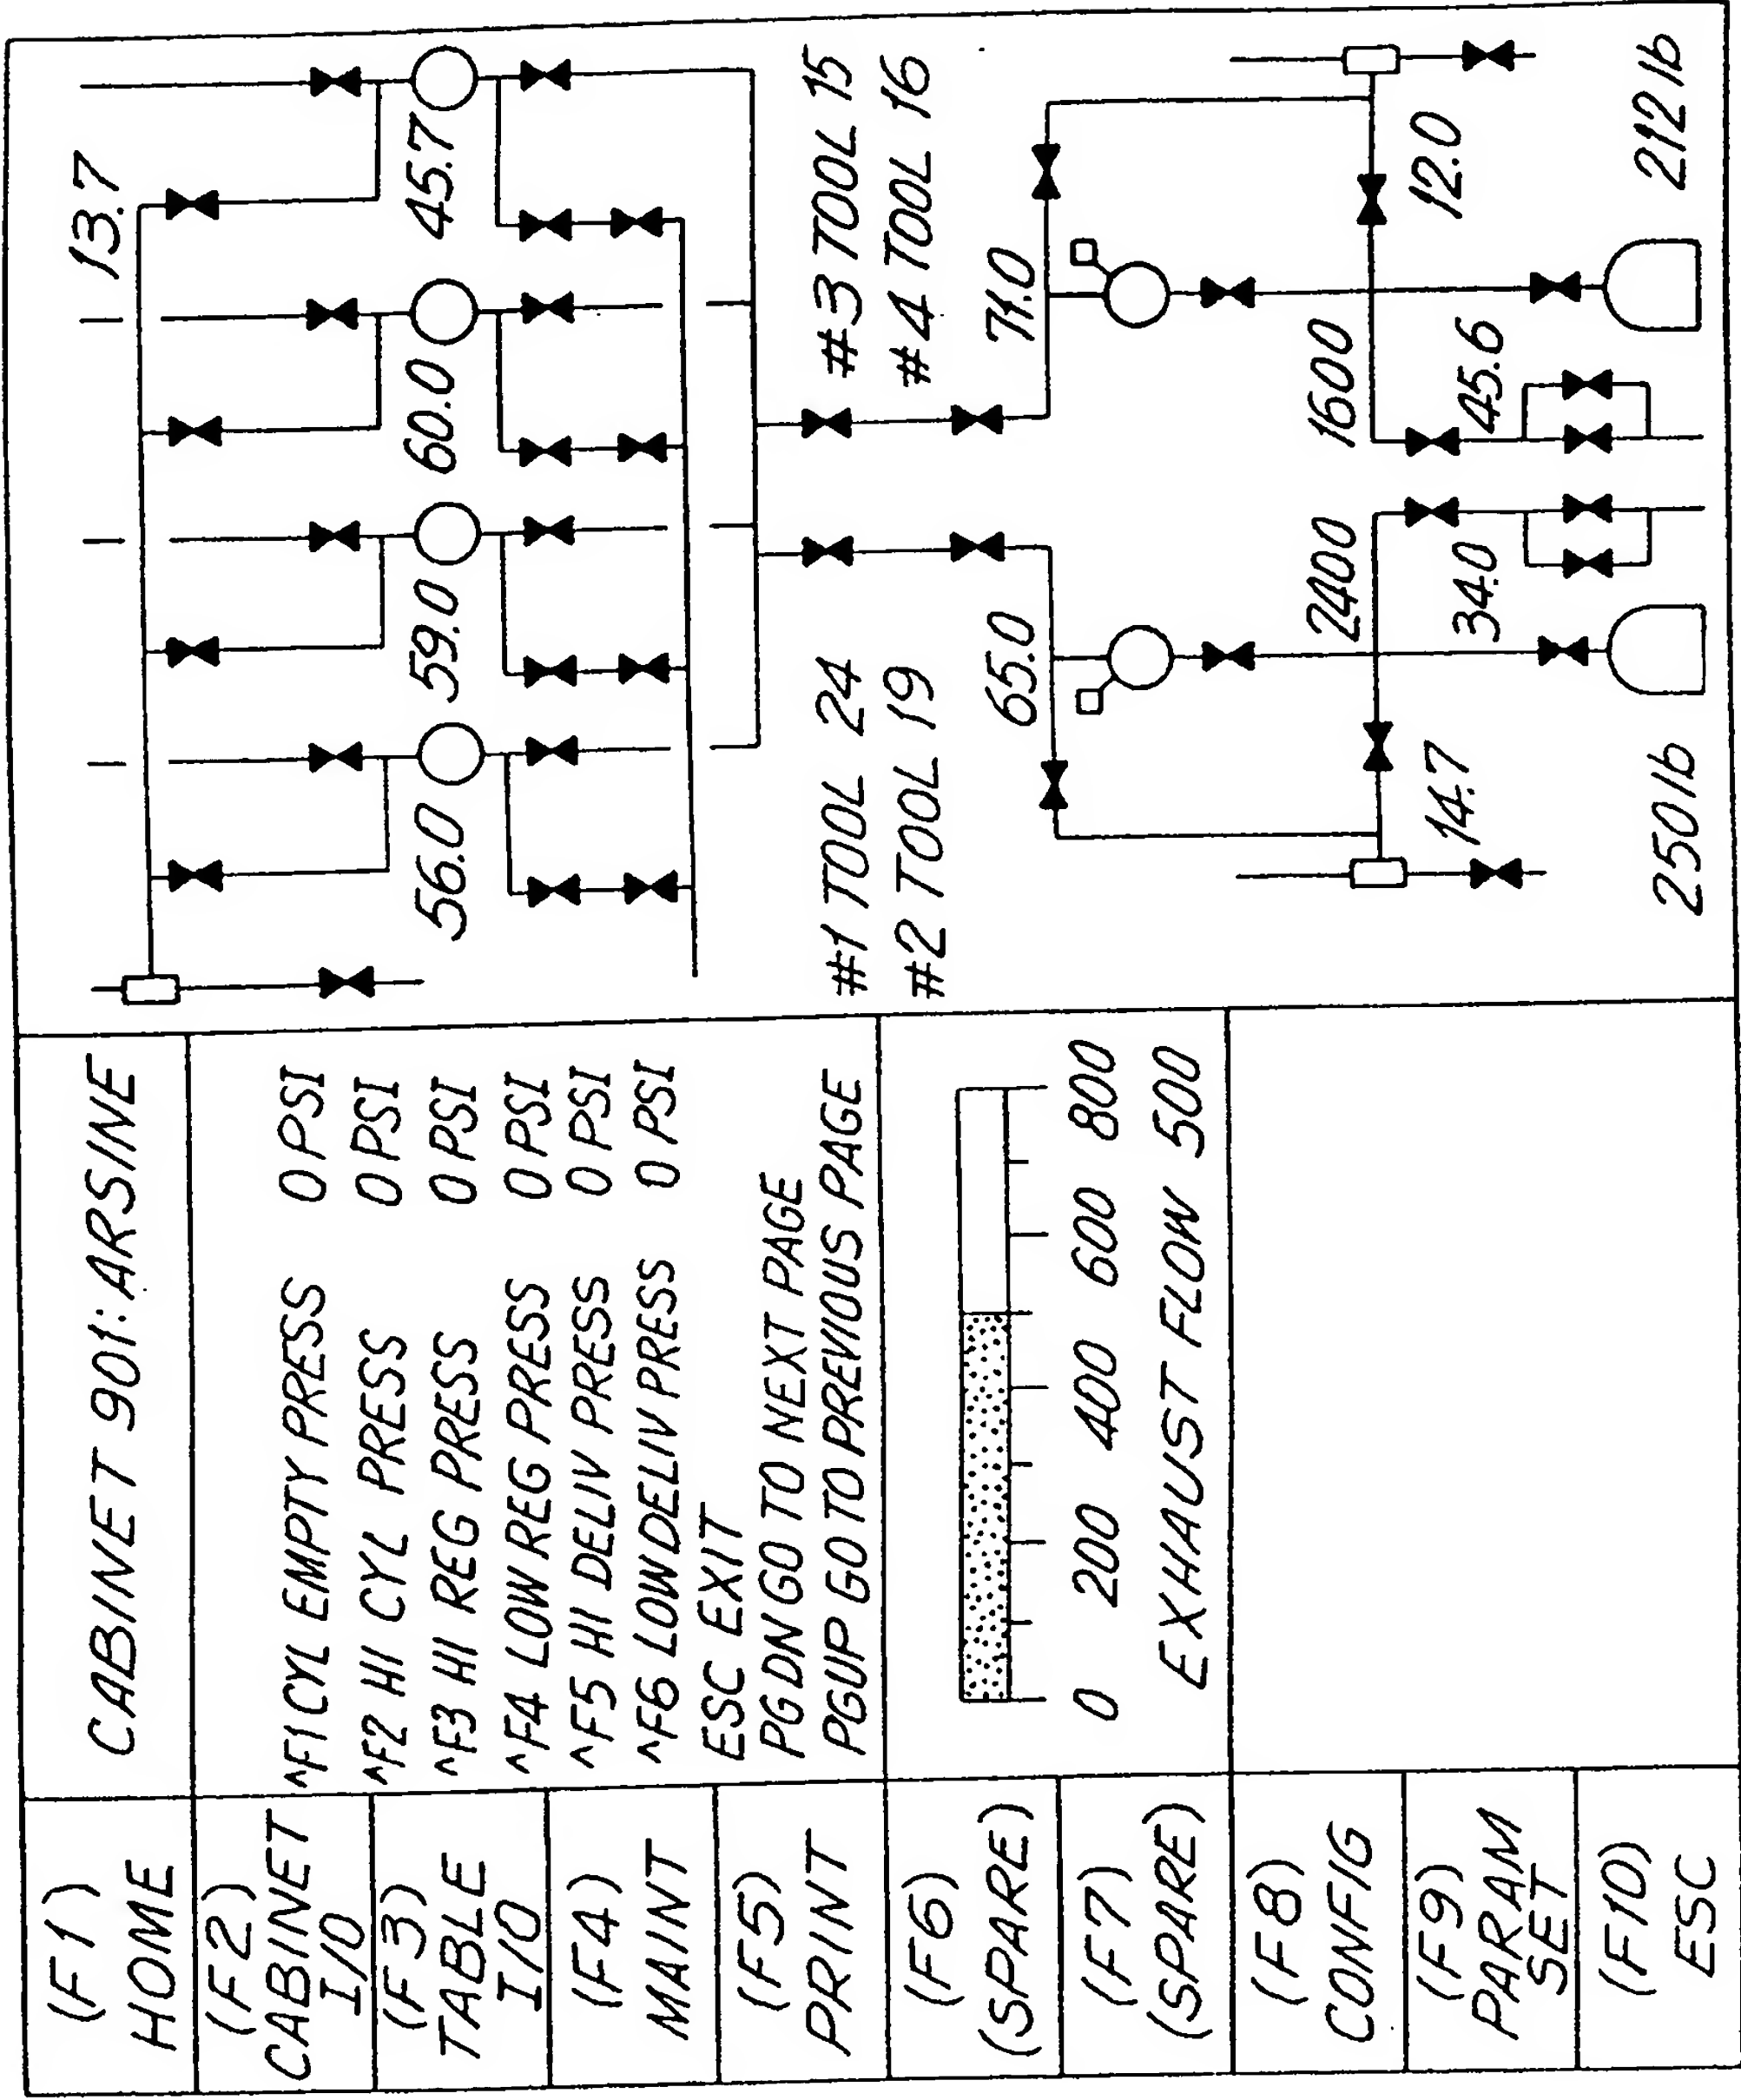 (F1)
HOME
(F2)
CABINET
I/O
(F3)
TABLE
I/O
(F4)
MAINT
(F5)
PRINT
(F6)
(SPARE)
(F7)
(SPARE)
(F8)
CONFIG
(F9)
PARAM
SET
(F10)
ESC
CABINET 901: ARSINE
^F1 CYL EMPTY PRESS 0 PSI
^F2 HI CYL PRESS 0 PSI
^F3 HI REG PRESS 0 PSI
^F4 LOW REG PRESS 0 PSI
^F5 HI DELIV PRESS 0 PSI
^F6 LOW DELIV PRESS 0 PSI
ESC EXIT
PGDN GO TO NEXT PAGE
PGUP GO TO PREVIOUS PAGE
0 200 400 600 800
EXHAUST FLOW 500
13.7
56.0 59.0 60.0 45.7
#1 TOOL 24 #3 TOOL 15
#2 TOOL 19 #4 TOOL 16
65.0 71.0
2400 1600
14.7 34.0 45.6 12.0
250 lb 212 lb